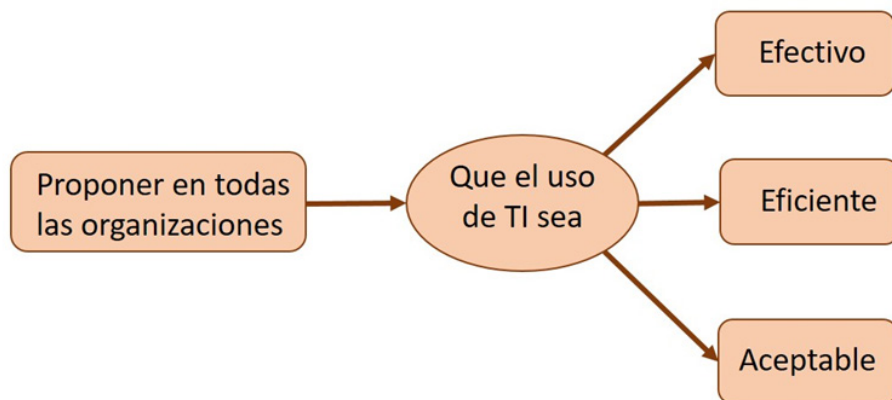 Proponer en todas
las organizaciones
Que el uso
de TI sea
Efectivo
Eficiente
Aceptable